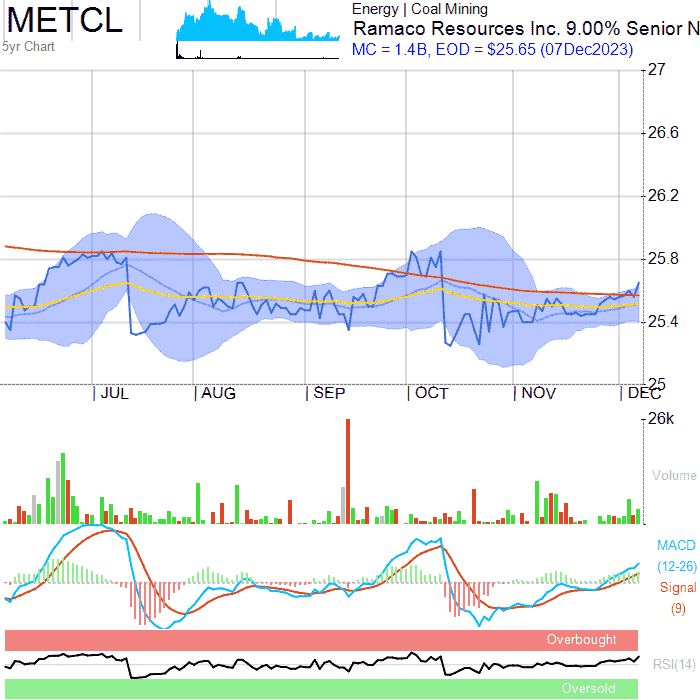 METCL
5yr Chart
Energy | Coal Mining
Ramaco Resources Inc. 9.00% Senior N
MC = 1.4B, EOD = $25.65 (07Dec2023)
27
26.6
26.2
25.8
25.4
25
JUL AUG SEP OCT NOV DEC
26k
Volume
MACD
(12-26)
Signal
(9)
Overbought
RSI(14)
Oversold